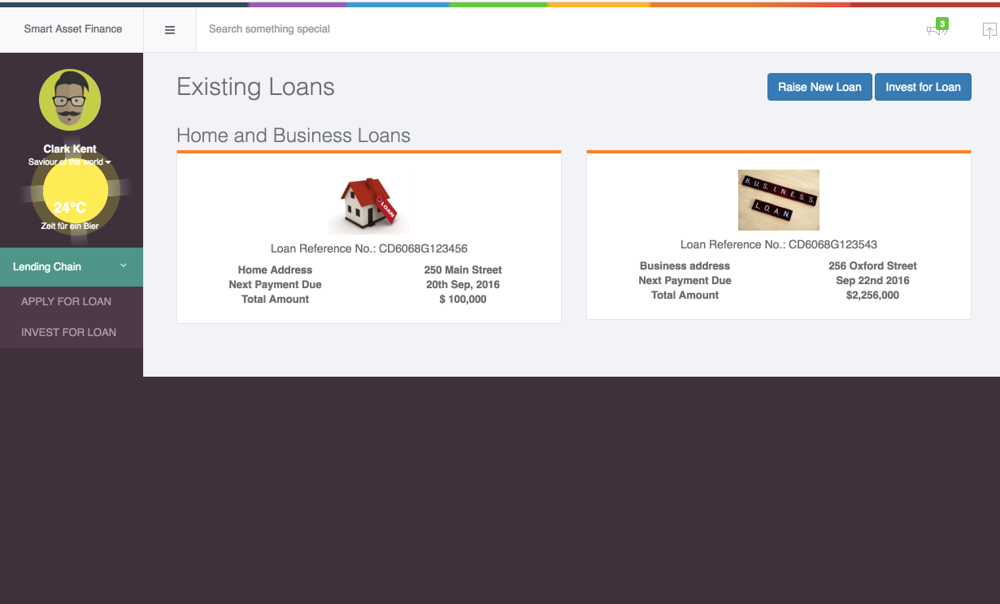 Smart Asset Finance
Search something special
3
Clark Kent
Saviour of the world
24°C
Zeit für ein Bier
Lending Chain
APPLY FOR LOAN
INVEST FOR LOAN
Existing Loans
Raise New Loan
Invest for Loan
Home and Business Loans
LOAN
Loan Reference No.: CD6068G123456
Home Address 250 Main Street
Next Payment Due 20th Sep, 2016
Total Amount $ 100,000
BUSINESS
LOAN
Loan Reference No.: CD6068G123543
Business address 256 Oxford Street
Next Payment Due Sep 22nd 2016
Total Amount $2,256,000